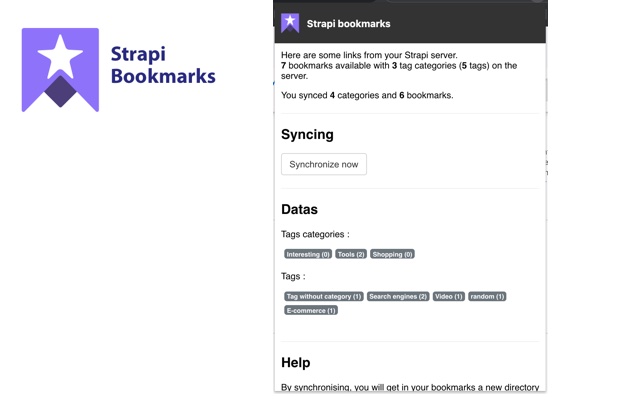 Strapi
Bookmarks
Strapi bookmarks
Here are some links from your Strapi server.
7 bookmarks available with 3 tag categories (5 tags) on the
server.
You synced 4 categories and 6 bookmarks.
Syncing
Synchronize now
Datas
Tags categories :
Interesting (0) Tools (2) Shopping (0)
Tags :
Tag without category (1) Search engines (2) Video (1) random (1)
E-commerce (1)
Help
By synchronising, you will get in your bookmarks a new directory